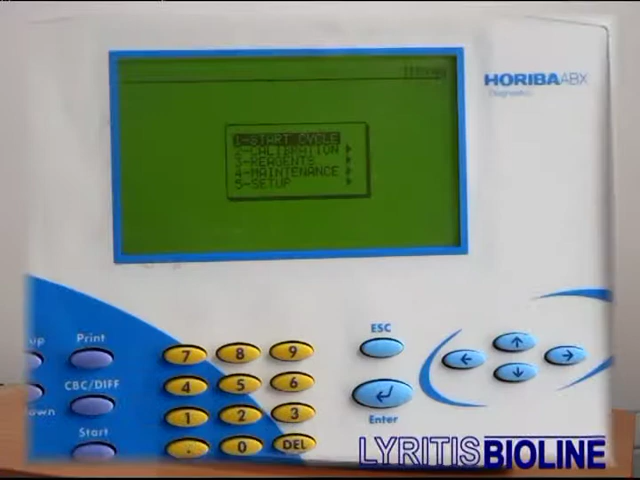 HORIBA ABX
Diagnostics
1-START CYCLE
2-CALIBRATION
3-REAGENTS
4-MAINTENANCE
5-SETUP
Print
CBC/DIFF
Start
7 8 9
4 5 6
1 2 3
. 0 DEL
ESC
Enter
LYRITIS BIOLINE